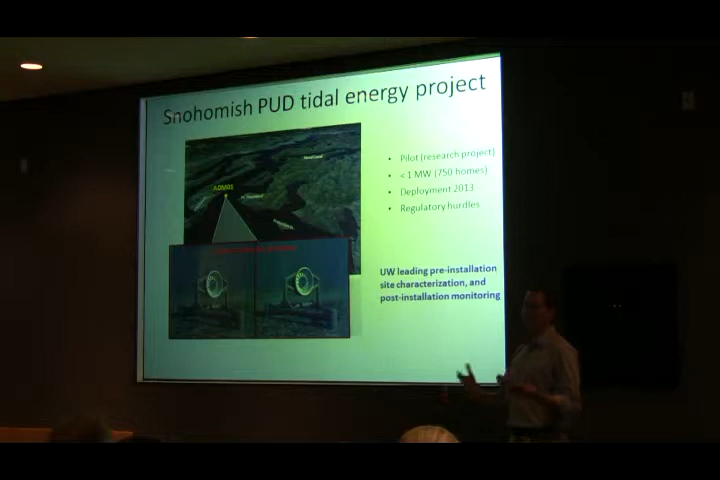 Snohomish PUD tidal energy project
• Pilot (research project)
• < 1 MW (750 homes)
• Deployment 2013
• Regulatory hurdles
UW leading pre-installation
site characterization, and
post-installation monitoring